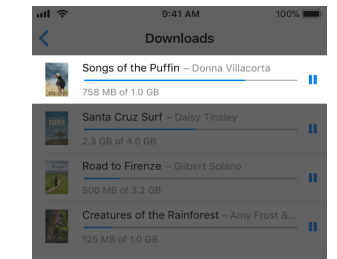 9:41 AM
100%
Downloads
Songs of the Puffin – Donna Villacorta
758 MB of 1.0 GB
Santa Cruz Surf – Daisy Tinsley
2.3 GB of 4.0 GB
Road to Firenze – Gilbert Solano
500 MB of 3.2 GB
Creatures of the Rainforest – Amy Frost &...
125 MB of 1.0 GB